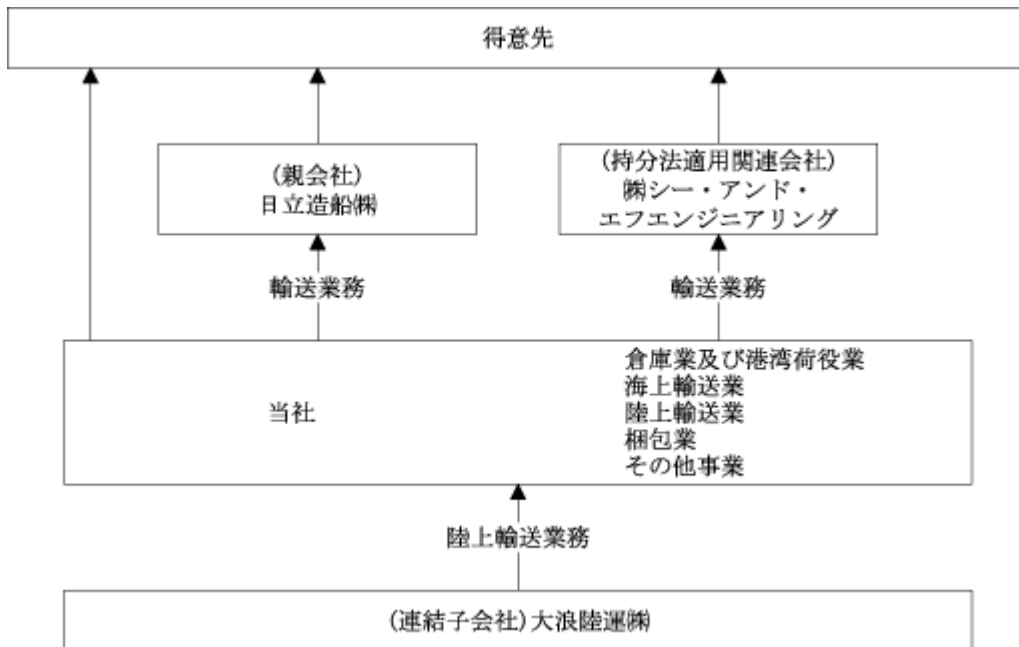 得意先
(親会社)
日立造船㈱
(持分法適用関連会社)
㈱シー・アンド・
エフエンジニアリング
輸送業務
輸送業務
当社
倉庫業及び港湾荷役業
海上輸送業
陸上輸送業
梱包業
その他事業
陸上輸送業務
(連結子会社)大浪陸運㈱